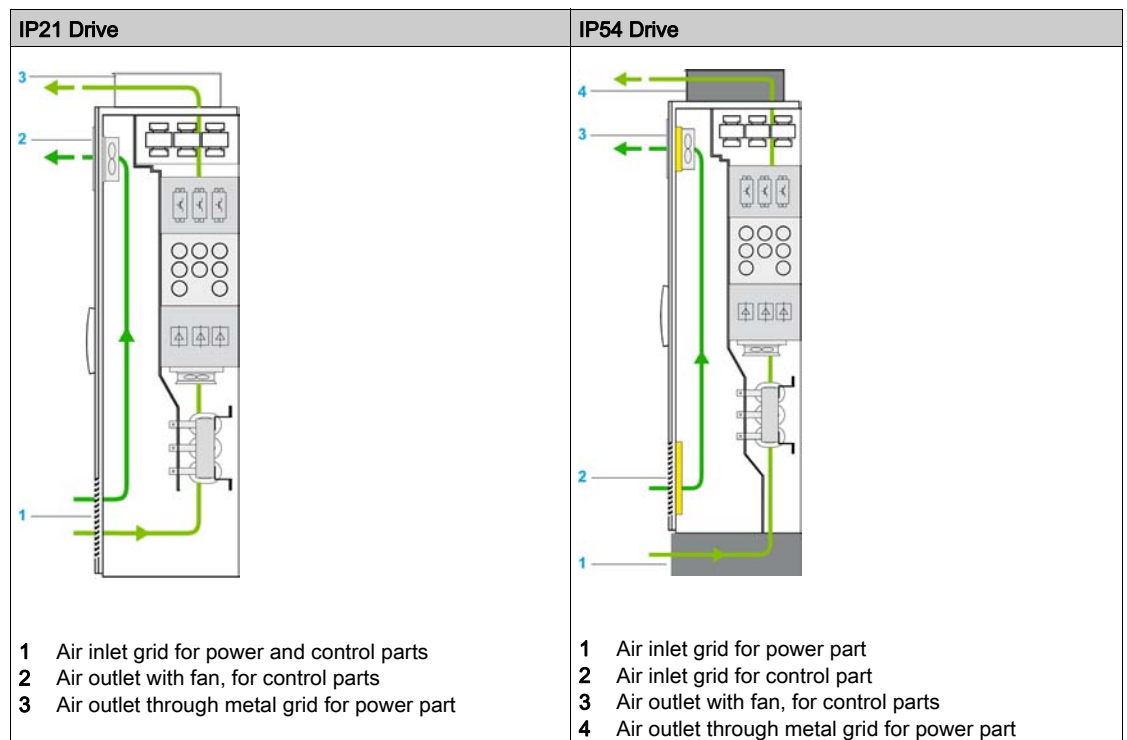 IP21 Drive
3
2
1
1 Air inlet grid for power and control parts
2 Air outlet with fan, for control parts
3 Air outlet through metal grid for power part
IP54 Drive
4
3
2
1
1 Air inlet grid for power part
2 Air inlet grid for control part
3 Air outlet with fan, for control parts
4 Air outlet through metal grid for power part